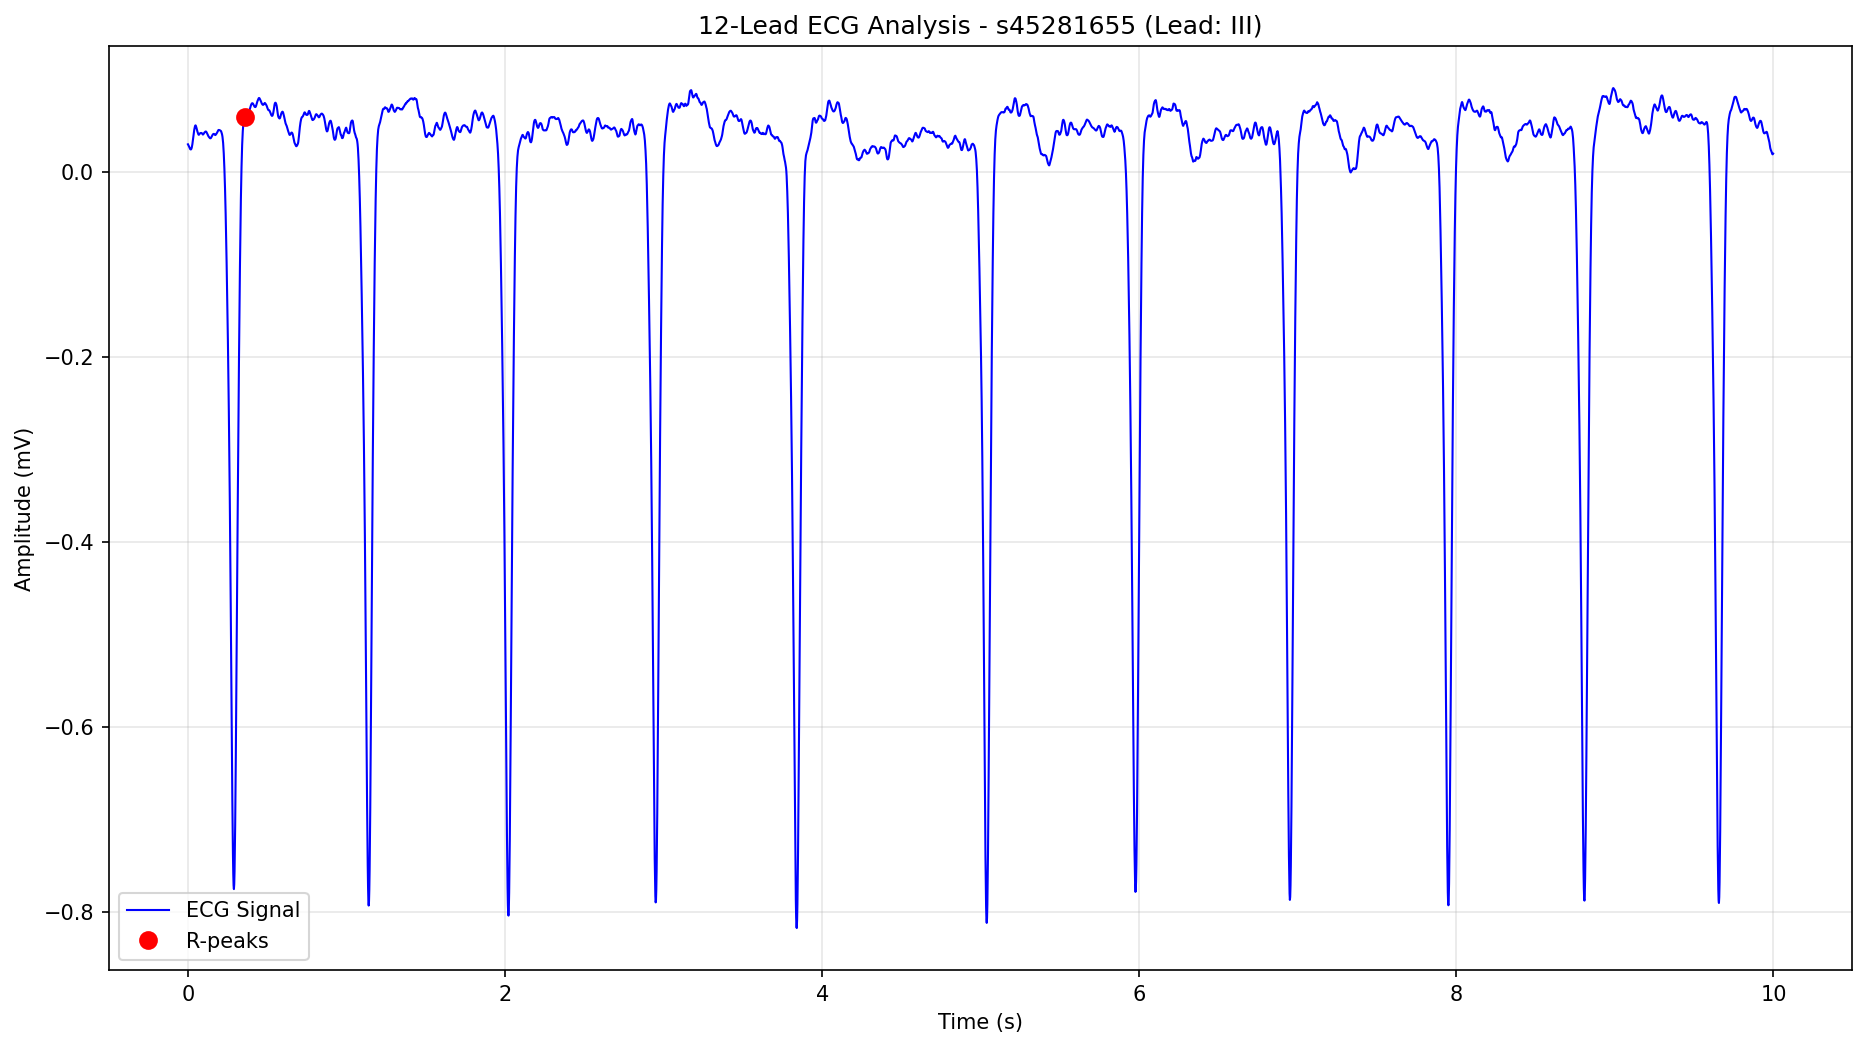 12-Lead ECG Analysis - s45281655 (Lead: III)
Amplitude (mV)
0.0
−0.2
−0.4
−0.6
−0.8
ECG Signal
R-peaks
0 2 4 6 8 10
Time (s)